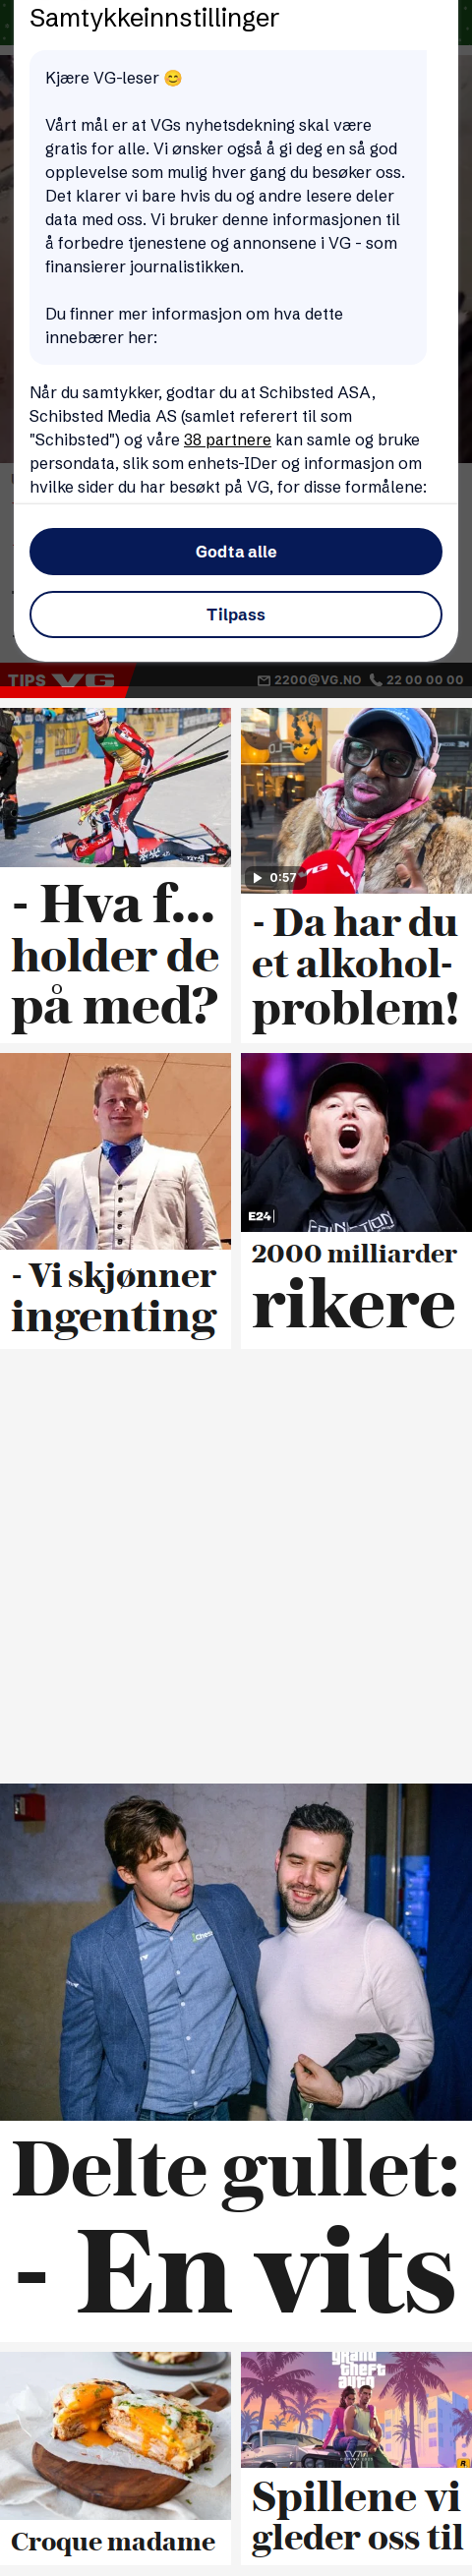 Samtykkeinnstillinger
Kjære VG-leser 😊
Vårt mål er at VGs nyhetsdekning skal være
gratis for alle. Vi ønsker også å gi deg en så god
opplevelse som mulig hver gang du besøker oss.
Det klarer vi bare hvis du og andre lesere deler
data med oss. Vi bruker denne informasjonen til
å forbedre tjenestene og annonsene i VG - som
finansierer journalistikken.
Du finner mer informasjon om hva dette
innebærer her:
Når du samtykker, godtar du at Schibsted ASA,
Schibsted Media AS (samlet referert til som
"Schibsted") og våre 38 partnere kan samle og bruke
persondata, slik som enhets-IDer og informasjon om
hvilke sider du har besøkt på VG, for disse formålene:
Godta alle
Tilpass
TIPS VG 2200@VG.NO 22 00 00 00
- Hva f...
holder de
på med?
VG
0:57
- Da har du
et alkohol-
problem!
- Vi skjønner
ingenting
E24
2000 milliarder
rikere
Delte gullet:
- En vits
Croque madame
grand
theft
auto
Spillene vi
gleder oss til